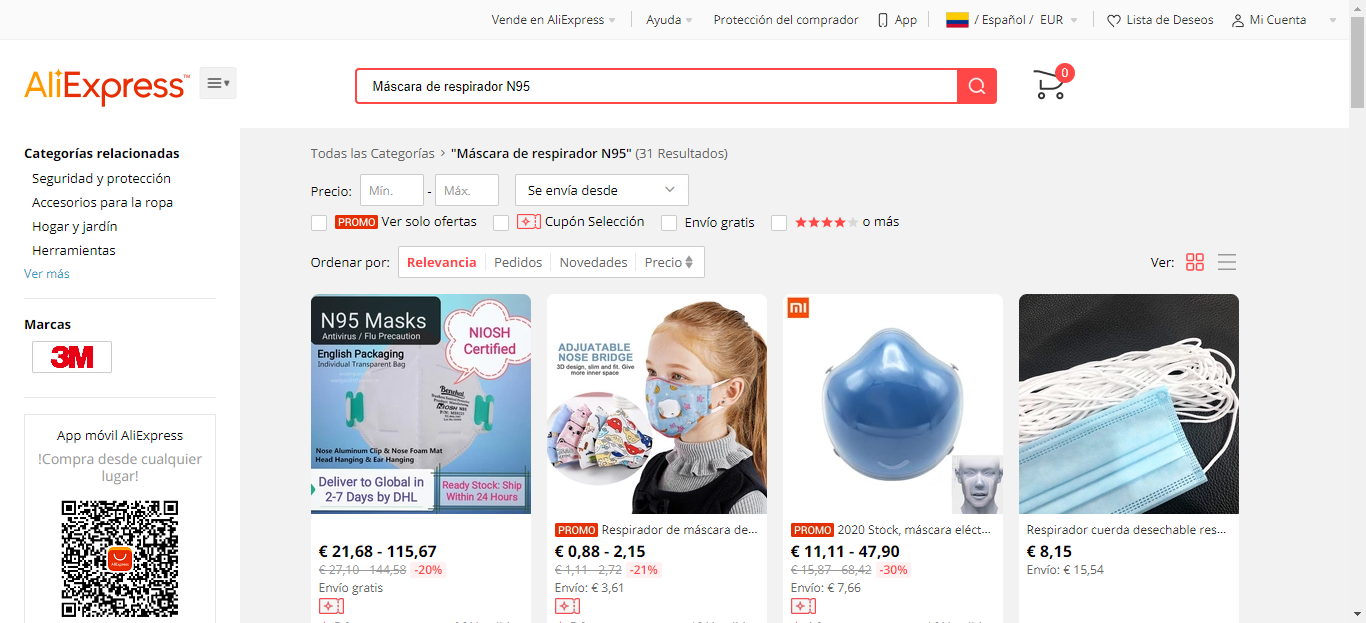 Vende en AliExpress
Ayuda
Protección del comprador
App
/ Español / EUR
Lista de Deseos
Mi Cuenta
AliExpress™
Máscara de respirador N95
0
Categorías relacionadas
Seguridad y protección
Accesorios para la ropa
Hogar y jardín
Herramientas
Ver más
Marcas
3M
App móvil AliExpress
!Compra desde cualquier
lugar!
Todas las Categorías > "Máscara de respirador N95" (31 Resultados)
Precio: Mín. - Máx. Se envía desde
PROMO Ver solo ofertas Cupón Selección Envío gratis o más
Ordenar por: Relevancia Pedidos Novedades Precio
Ver:
N95 Masks
Antivirus / Flu Precaution
NIOSH
Certified
English Packaging
Individual Transparent Bag
Benehal
NIOSH N95
Nose Aluminum Clip & Nose Foam Mat
Head Hanging & Ear Hanging
Deliver to Global in
2-7 Days by DHL
Ready Stock: Ship
Within 24 Hours
€ 21,68 - 115,67
€ 27,10 - 144,58 -20%
Envío gratis
ADJUATABLE
NOSE BRIDGE
3D design, slim and fit. Give
more inner space
PROMO Respirador de máscara de...
€ 0,88 - 2,15
€ 1,11 - 2,72 -21%
Envío: € 3,61
mi
PROMO 2020 Stock, máscara eléct...
€ 11,11 - 47,90
€ 15,87 - 68,42 -30%
Envío: € 7,66
Respirador cuerda desechable res...
€ 8,15
Envío: € 15,54